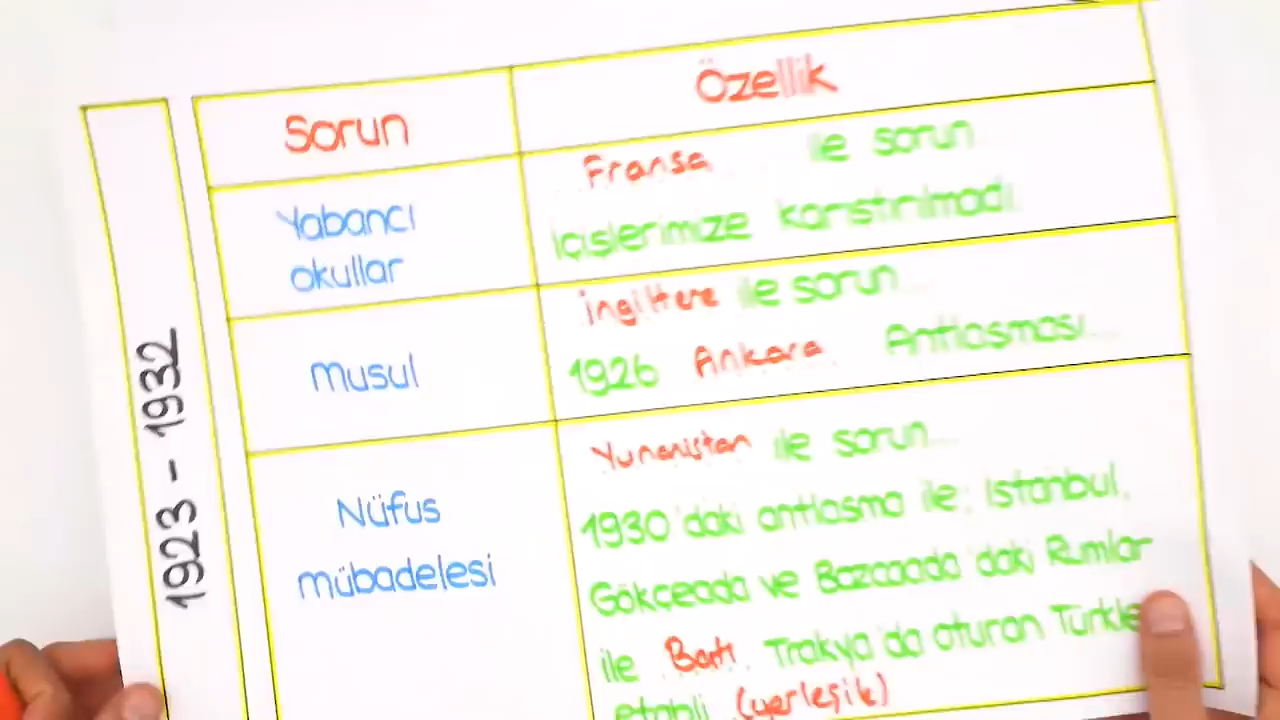 Sorun
Özellik
Yabancı
okullar
Fransa ile sorun
içişlerimize karıştırılmadı.
Musul
İngiltere ile sorun...
1926 Ankara Antlaşması...
Nüfus
mübadelesi
Yunanistan ile sorun...
1930'daki antlaşma ile; İstanbul,
Gökçeada ve Bozcaada'daki Rumlar
ile Batı Trakya'da oturan Türkle
etabli (yerleşik)
1923 - 1932